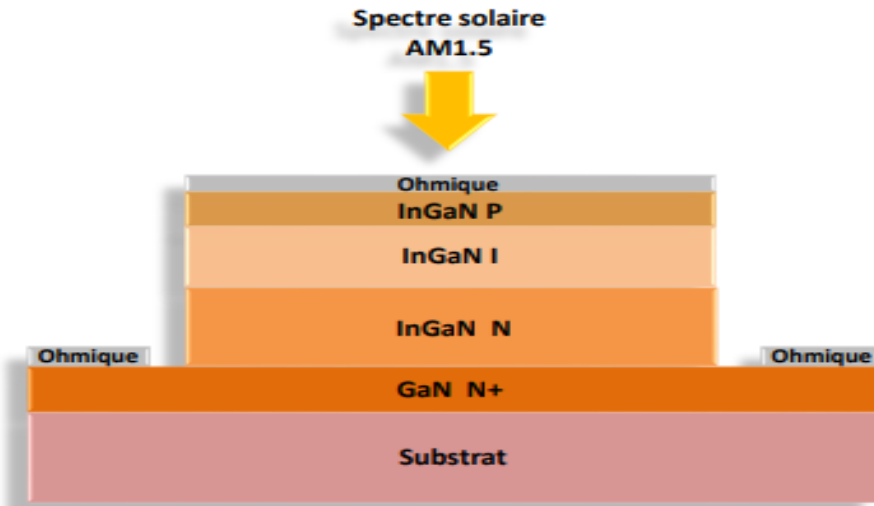 Spectre solaire
AM1.5
Ohmique
InGaN P
InGaN I
InGaN N
Ohmique
Ohmique
GaN N+
Substrat